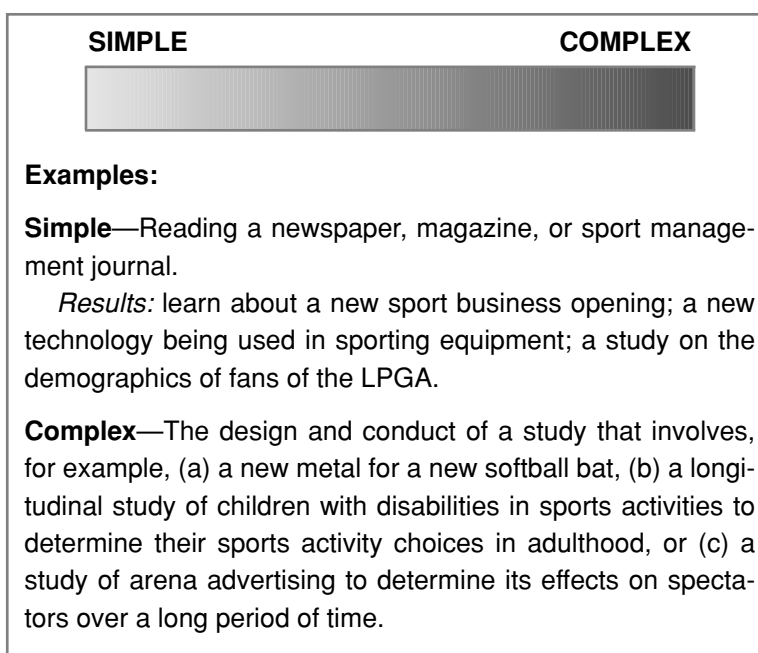 SIMPLE COMPLEX
Examples:
Simple—Reading a newspaper, magazine, or sport manage-
ment journal.
Results: learn about a new sport business opening; a new
technology being used in sporting equipment; a study on the
demographics of fans of the LPGA.
Complex—The design and conduct of a study that involves,
for example, (a) a new metal for a new softball bat, (b) a longi-
tudinal study of children with disabilities in sports activities to
determine their sports activity choices in adulthood, or (c) a
study of arena advertising to determine its effects on specta-
tors over a long period of time.